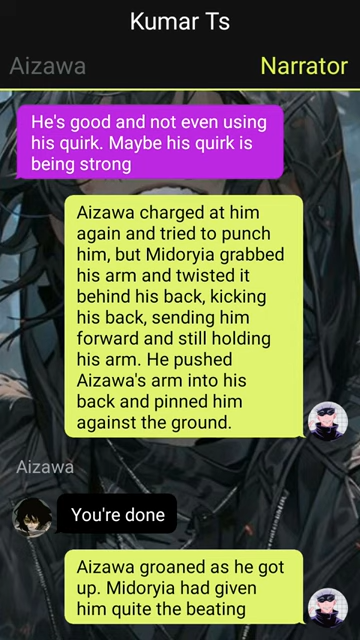 Kumar Ts
Aizawa
Narrator
He's good and not even using
his quirk. Maybe his quirk is
being strong
Aizawa charged at him
again and tried to punch
him, but Midoryia grabbed
his arm and twisted it
behind his back, kicking
his back, sending him
forward and still holding
his arm. He pushed
Aizawa's arm into his
back and pinned him
against the ground.
Aizawa
You're done
Aizawa groaned as he got
up. Midoryia had given
him quite the beating